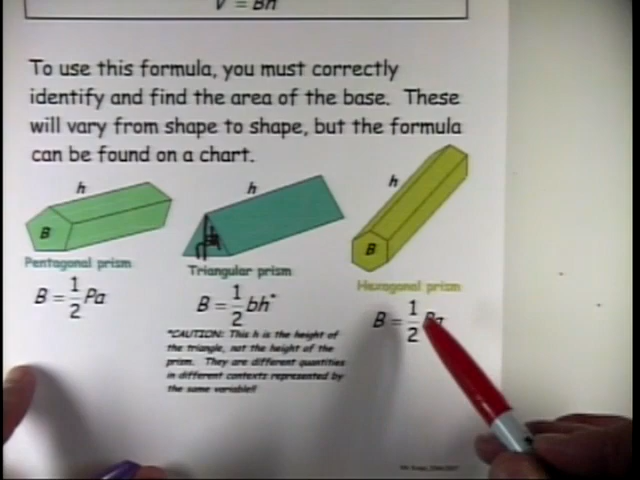 V = Bh
To use this formula, you must correctly
identify and find the area of the base. These
will vary from shape to shape, but the formula
can be found on a chart.
h
h
h
B
B
Pentagonal prism
Triangular prism
Hexagonal prism
B = 1/2 Pa
B = 1/2 bh*
B = 1/2 Pa
*CAUTION: This h is the height of
the triangle, not the height of the
prism. They are different quantities
in different contexts represented by
the same variable!!